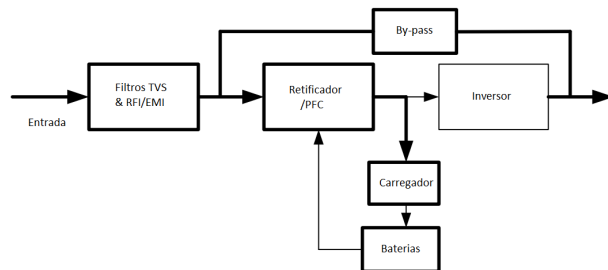 By-pass
Filtros TVS
& RFI/EMI
Retificador
/PFC
Inversor
Entrada
Carregador
Baterias